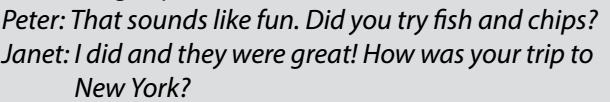 Peter: That sounds like fun. Did you try fish and chips?
Janet: I did and they were great! How was your trip to
New York?